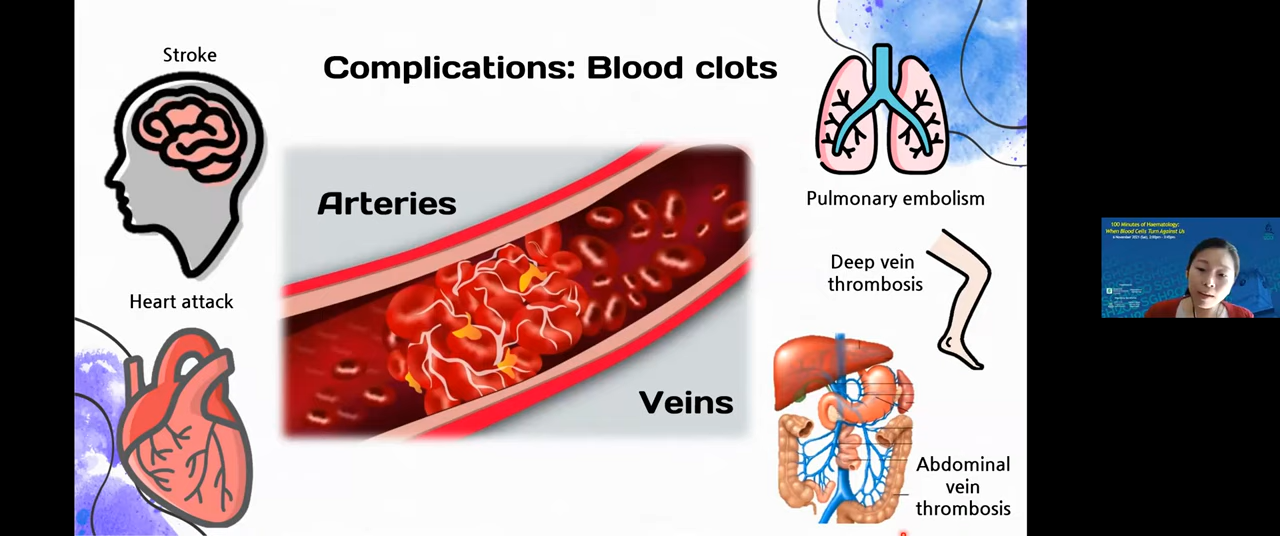 Complications: Blood clots
Stroke
Heart attack
Arteries
Veins
Pulmonary embolism
Deep vein
thrombosis
Abdominal
vein
thrombosis
100 Minutes of Haematology:
When Blood Cells Turn Against Us